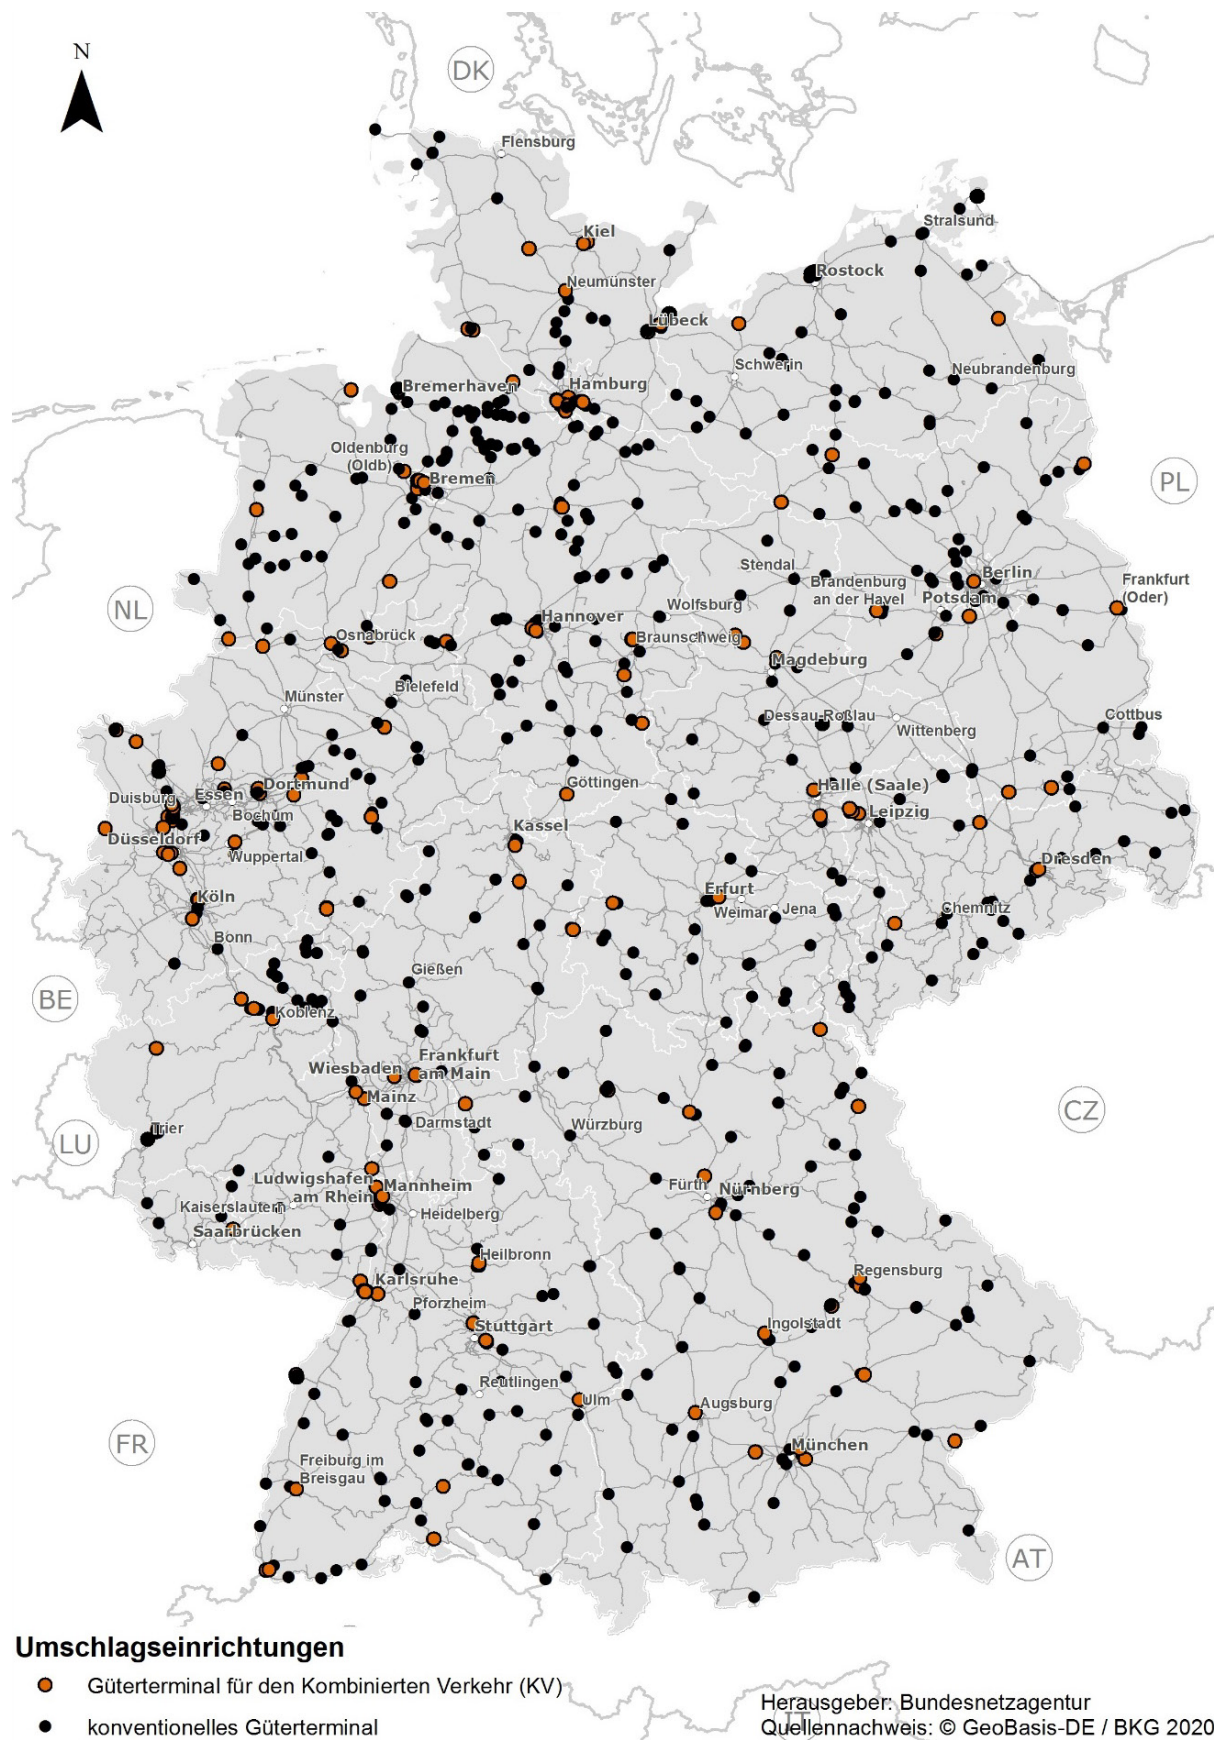 N
DK
Flensburg
Stralsund
Kiel
Rostock
Neumünster
Lübeck
Schwerin
Neubrandenburg
Bremerhaven
Hamburg
Oldenburg
(Oldb)
Bremen
PL
Stendal
Berlin
Brandenburg
an der Havel
Frankfurt
(Oder)
NL
Potsdam
Wolfsburg
Hannover
Osnabrück
Braunschweig
Magdeburg
Bielefeld
Münster
Dessau-Roßlau
Cottbus
Wittenberg
Göttingen
Halle (Saale)
Dortmund
Essen
Duisburg
Bochum
Leipzig
Kassel
Düsseldorf
Wuppertal
Dresden
Erfurt
Köln
Weimar
Jena
Chemnitz
Bonn
Gießen
BE
Koblenz
Frankfurt
am Main
Wiesbaden
Mainz
CZ
Darmstadt
Würzburg
Trier
LU
Ludwigshafen
am Rhein
Mannheim
Fürth
Nürnberg
Kaiserslautern
Heidelberg
Saarbrücken
Heilbronn
Regensburg
Karlsruhe
Pforzheim
Stuttgart
Ingolstadt
Reutlingen
Ulm
Augsburg
FR
München
Freiburg im
Breisgau
AT
Umschlagseinrichtungen
Güterterminal für den Kombinierten Verkehr (KV)
konventionelles Güterterminal
IT
Herausgeber: Bundesnetzagentur
Quellennachweis: © GeoBasis-DE / BKG 2020